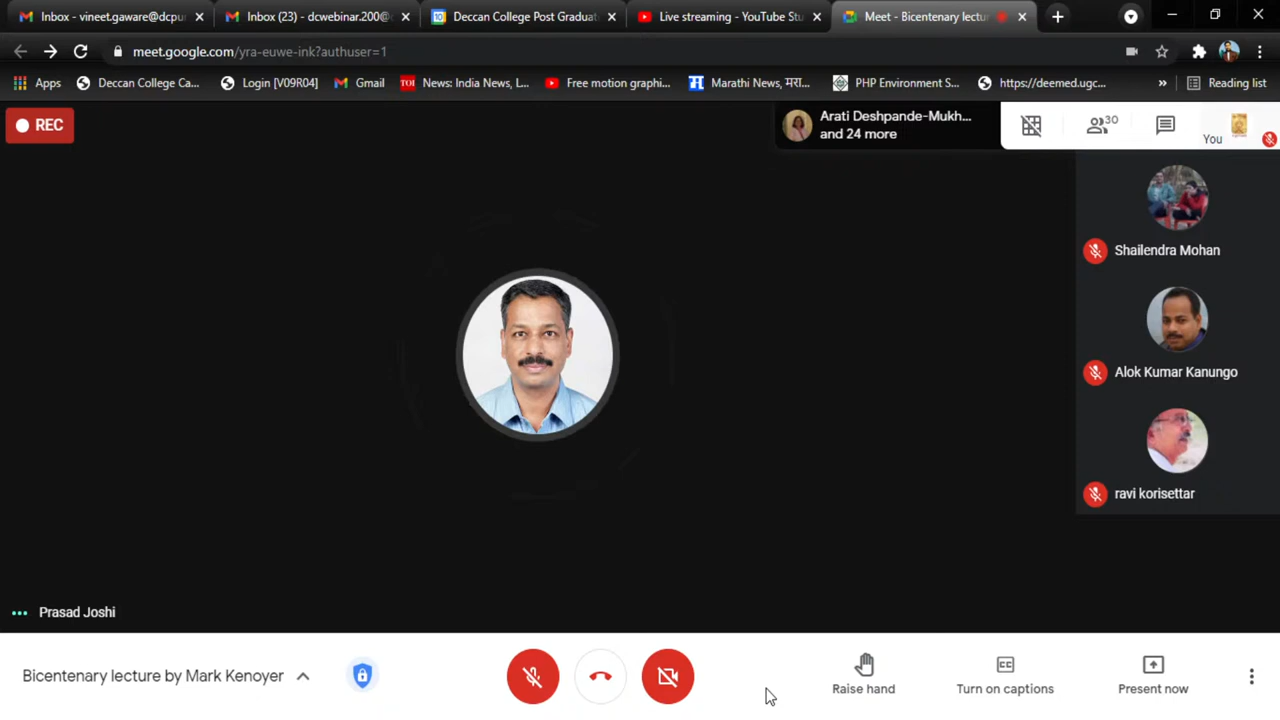 Inbox - vineet.gaware@dcpu
Inbox (23) - dcwebinar.200@
Deccan College Post Graduat
Live streaming - YouTube Stu
Meet - Bicentenary lectu
meet.google.com/yra-euwe-ink?authuser=1
Apps
Deccan College Ca...
Login [V09R04]
Gmail
TOI
News: India News, L...
Free motion graphi...
Marathi News, मरा...
PHP Environment S...
https://deemed.ugc...
»
Reading list
REC
Arati Deshpande-Mukh...
and 24 more
30
You
Shailendra Mohan
Alok Kumar Kanungo
ravi korisettar
Prasad Joshi
Bicentenary lecture by Mark Kenoyer
Raise hand
CC
Turn on captions
Present now